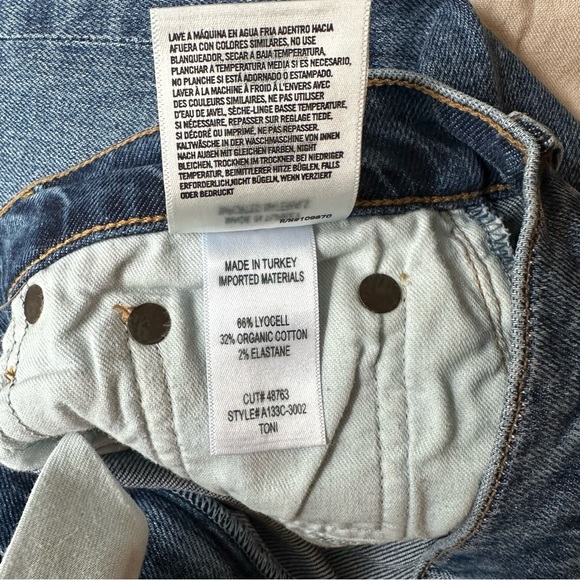 LAVE A MÁQUINA EN AGUA FRIA ADENTRO HACIA
AFUERA CON COLORES SIMILARES, NO USE
BLANQUEADOR, SECAR A BAJA TEMPERATURA,
PLANCHAR A TEMPERATURA MEDIA SI ES NECESARIO,
NO PLANCHE SI ESTÁ ADORNADO O ESTAMPADO.
LAVER À LA MACHINE À FROID À L'ENVERS AVEC
DES COULEURS SIMILAIRES, NE PAS UTILISER
D'EAU DE JAVEL, SÈCHE-LINGE BASSE TEMPÉRATURE,
SI NÉCESSAIRE, REPASSER SUR RÉGLAGE TIÈDE,
SI DÉCORÉ OU IMPRIMÉ, NE PAS REPASSER.
KALTWÄSCHE IN DER WASCHMASCHINE VON INNEN
NACH AUßEN MIT GLEICHEN FARBEN, NIGHT
BLEICHEN, TROCKNEN IM TROCKNER BEI NIEDRIGER
TEMPERATUR, BEIMITTLERER HITZE BÜGELN, FALLS
ERFORDERLICH,NICHT BÜGELN, WENN VERZIERT
ODER BEDRUCKT
R/N#109870
MADE IN TURKEY
IMPORTED MATERIALS
66% LYOCELL
32% ORGANIC COTTON
2% ELASTANE
CUT# 48763
STYLE# A133C-3002
TONI